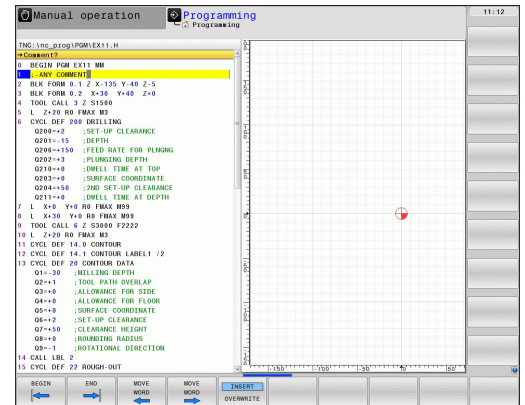 Manual operation
Programming
Programming
11:12
TNC:\nc_prog\PGM\EX11.H
→Comment?
0 BEGIN PGM EX11 MM
1 ;-ANY COMMENT
2 BLK FORM 0.1 Z X-135 Y-40 Z-5
3 BLK FORM 0.2 X+30 Y+40 Z+0
4 TOOL CALL 3 Z S1500
5 L Z+20 R0 FMAX M3
6 CYCL DEF 200 DRILLING
Q200=+2 ;SET-UP CLEARANCE
Q201=-15 ;DEPTH
Q206=+150 ;FEED RATE FOR PLNGNG
Q202=+3 ;PLUNGING DEPTH
Q210=+0 ;DWELL TIME AT TOP
Q203=+0 ;SURFACE COORDINATE
Q204=+50 ;2ND SET-UP CLEARANCE
Q211=+0 ;DWELL TIME AT DEPTH
7 L X+0 Y+0 R0 FMAX M99
8 L X+30 Y+0 R0 FMAX M99
9 TOOL CALL 6 Z S3000 F2222
10 L Z+20 R0 FMAX M3
11 CYCL DEF 14.0 CONTOUR
12 CYCL DEF 14.1 CONTOUR LABEL1 /2
13 CYCL DEF 20 CONTOUR DATA
Q1=-30 ;MILLING DEPTH
Q2=+1 ;TOOL PATH OVERLAP
Q3=+0 ;ALLOWANCE FOR SIDE
Q4=+0 ;ALLOWANCE FOR FLOOR
Q5=+0 ;SURFACE COORDINATE
Q6=+2 ;SET-UP CLEARANCE
Q7=+50 ;CLEARANCE HEIGHT
Q8=+0 ;ROUNDING RADIUS
Q9=-1 ;ROTATIONAL DIRECTION
14 CALL LBL 2
15 CYCL DEF 22 ROUGH-OUT
-150 -100 -50 0 50
BEGIN
END
MOVE WORD
MOVE WORD
INSERT
OVERWRITE